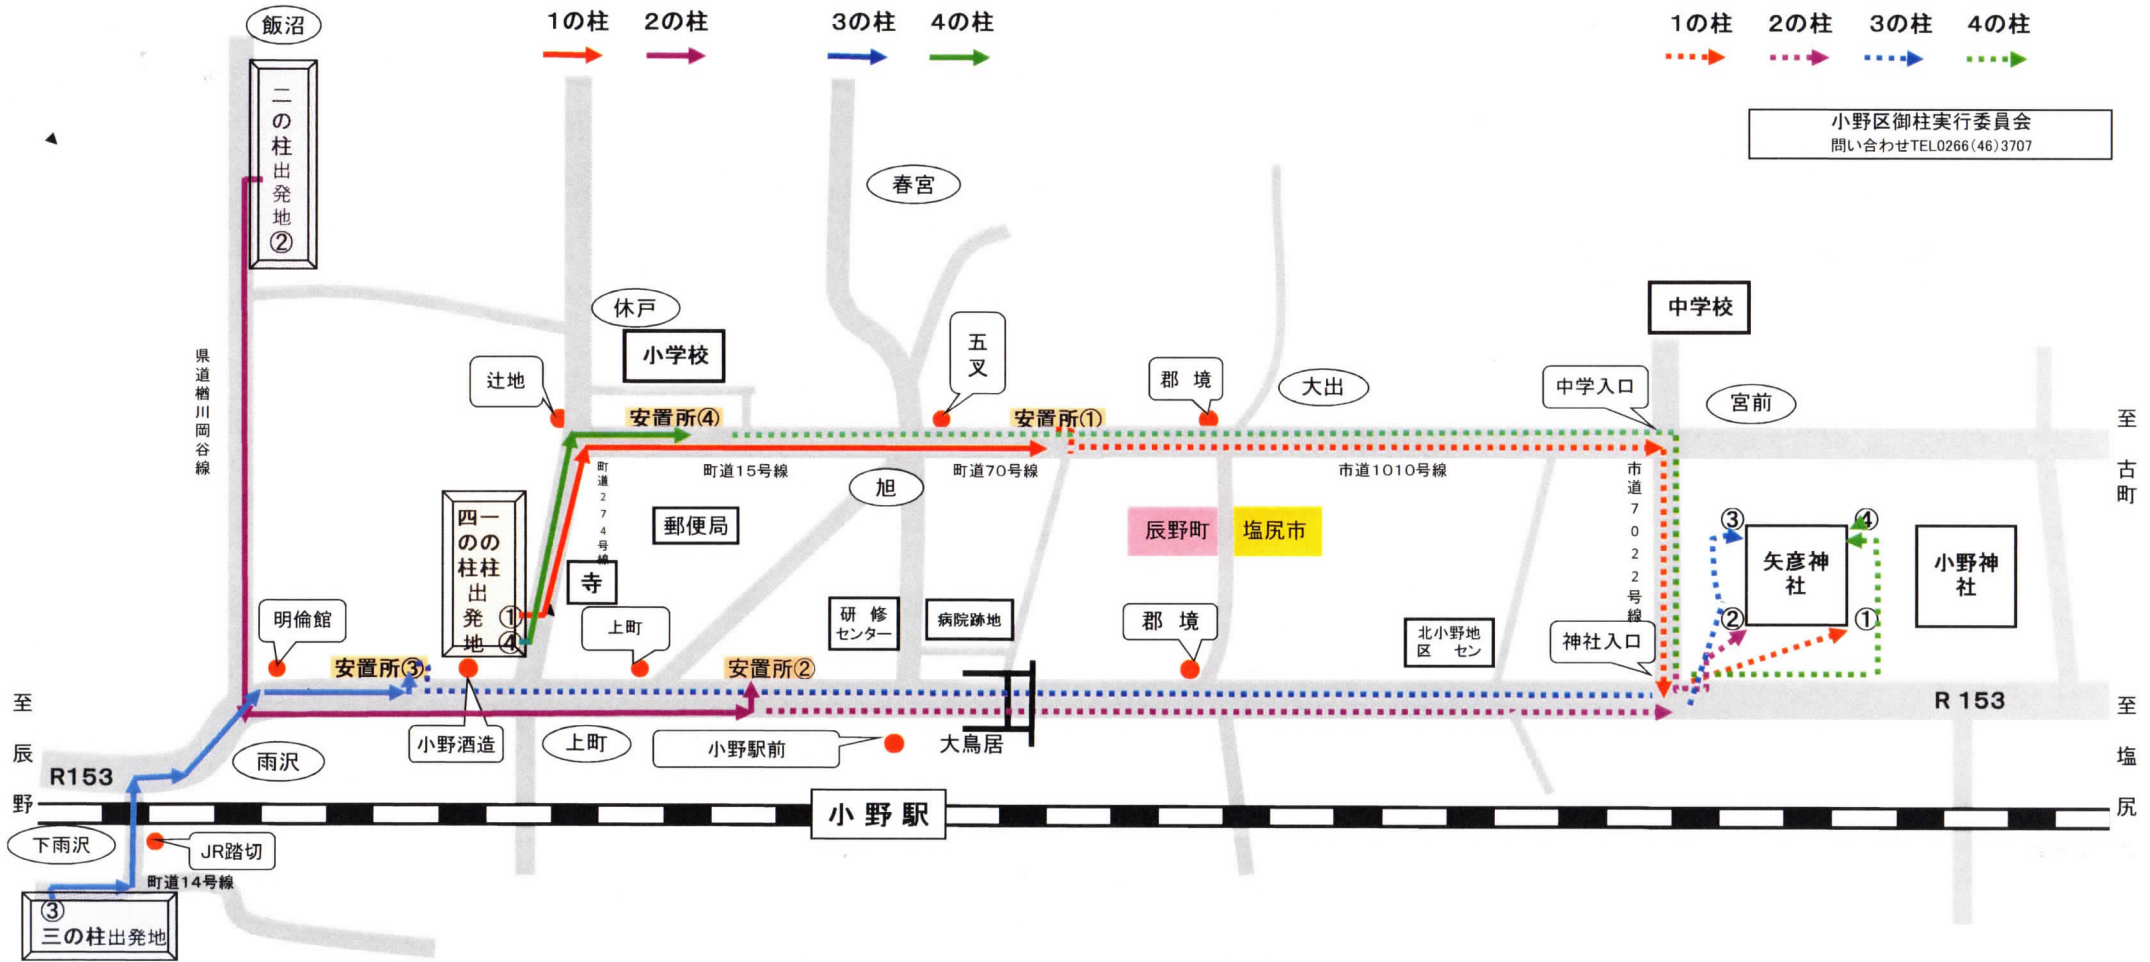 飯沼
1の柱 2の柱 3の柱 4の柱
1の柱 2の柱 3の柱 4の柱
小野区御柱実行委員会
問い合わせTEL0266(46)3707
二の柱出発地②
春宮
休戸
小学校
中学校
県道楢川岡谷線
辻地
五叉
郡 境
大出
中学入口
宮前
安置所④
安置所①
町道274号線
町道15号線
町道70号線
市道1010号線
市道7022号線
至古町
旭
一の柱
四の柱
出発地
①
④
郵便局
寺
辰野町
塩尻市
③
④
矢彦神社
②
①
小野神社
明倫館
上町
研 修
センター
病院跡地
郡 境
北小野地
区 セン
神社入口
安置所③
安置所②
至辰野
R153
雨沢
小野酒造
上町
小野駅前
大鳥居
R 153
至塩尻
小 野 駅
下雨沢
JR踏切
町道14号線
③
三の柱出発地